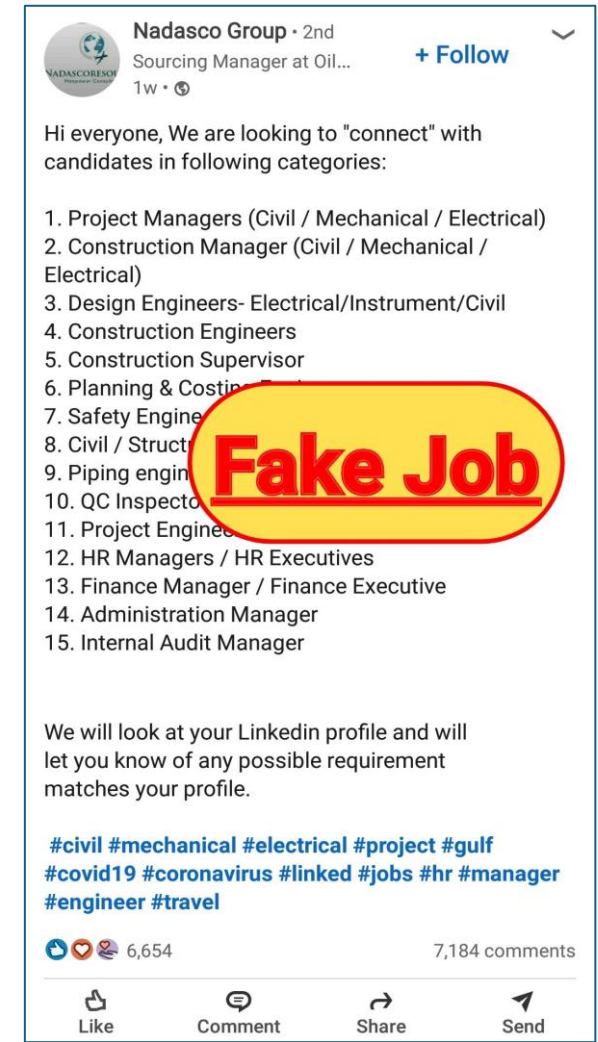 Nadasco Group • 2nd
Sourcing Manager at Oil...
+ Follow
1w •
NADASCORESO
Hi everyone, We are looking to "connect" with
candidates in following categories:
1. Project Managers (Civil / Mechanical / Electrical)
2. Construction Manager (Civil / Mechanical /
Electrical)
3. Design Engineers- Electrical/Instrument/Civil
4. Construction Engineers
5. Construction Supervisor
6. Planning &
7. Safety
8. Civil /
9. Piping
10. QC
11. Project
Fake Job
12. HR Managers / HR Executives
13. Finance Manager / Finance Executive
14. Administration Manager
15. Internal Audit Manager
We will look at your Linkedin profile and will
let you know of any possible requirement
matches your profile.
#civil #mechanical #electrical #project #gulf
#covid19 #coronavirus #linked #jobs #hr #manager
#engineer #travel
6,654
7,184 comments
Like
Comment
Share
Send